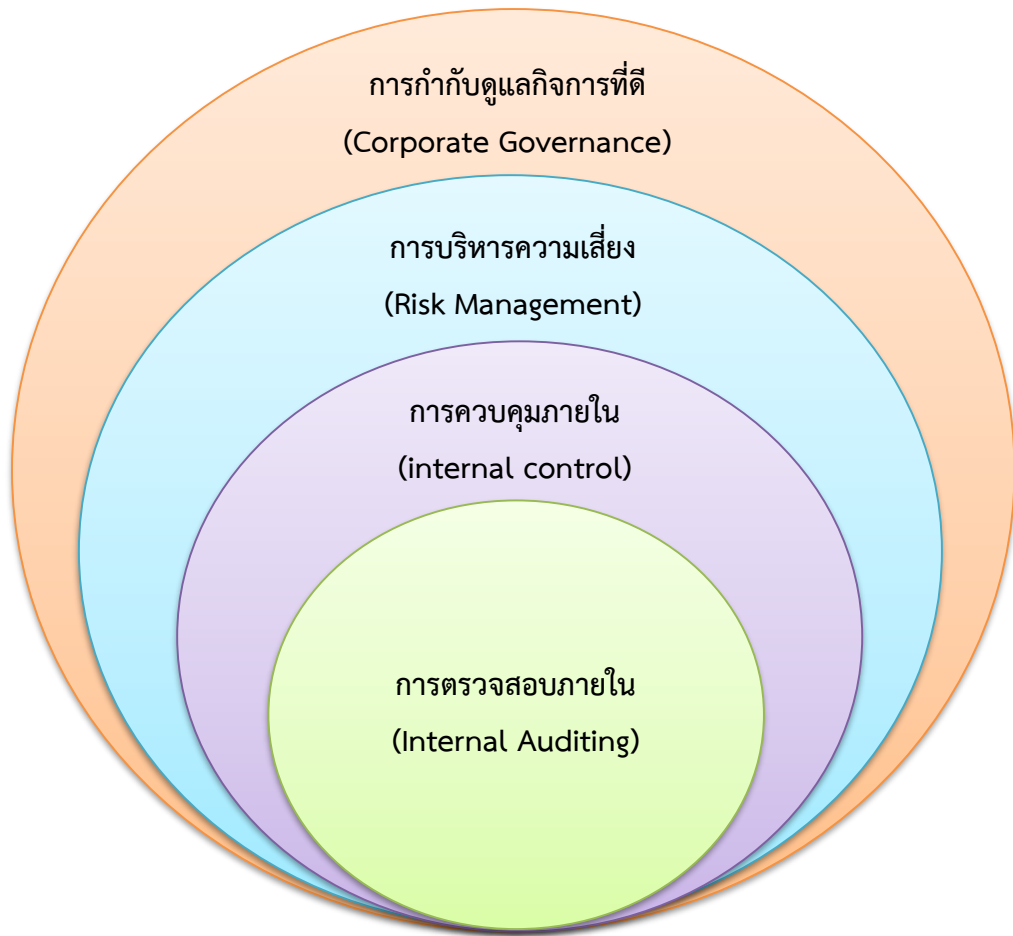 การกำกับดูแลกิจการที่ดี
(Corporate Governance)
การบริหารความเสี่ยง
(Risk Management)
การควบคุมภายใน
(internal control)
การตรวจสอบภายใน
(Internal Auditing)